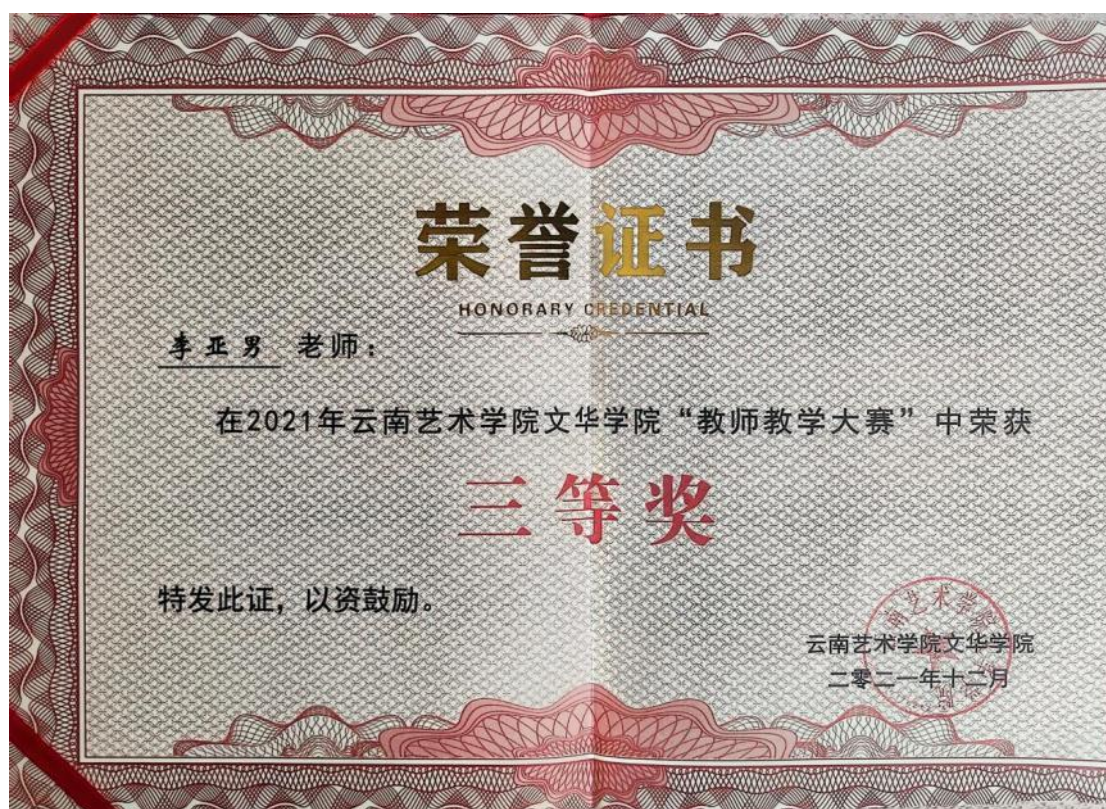 荣誉证书
HONORARY CREDENTIAL
李亚男 老师：
在2021年云南艺术学院文华学院“教师教学大赛”中荣获
三等奖
特发此证，以资鼓励。
云南艺术学院文华学院
二零二一年十二月